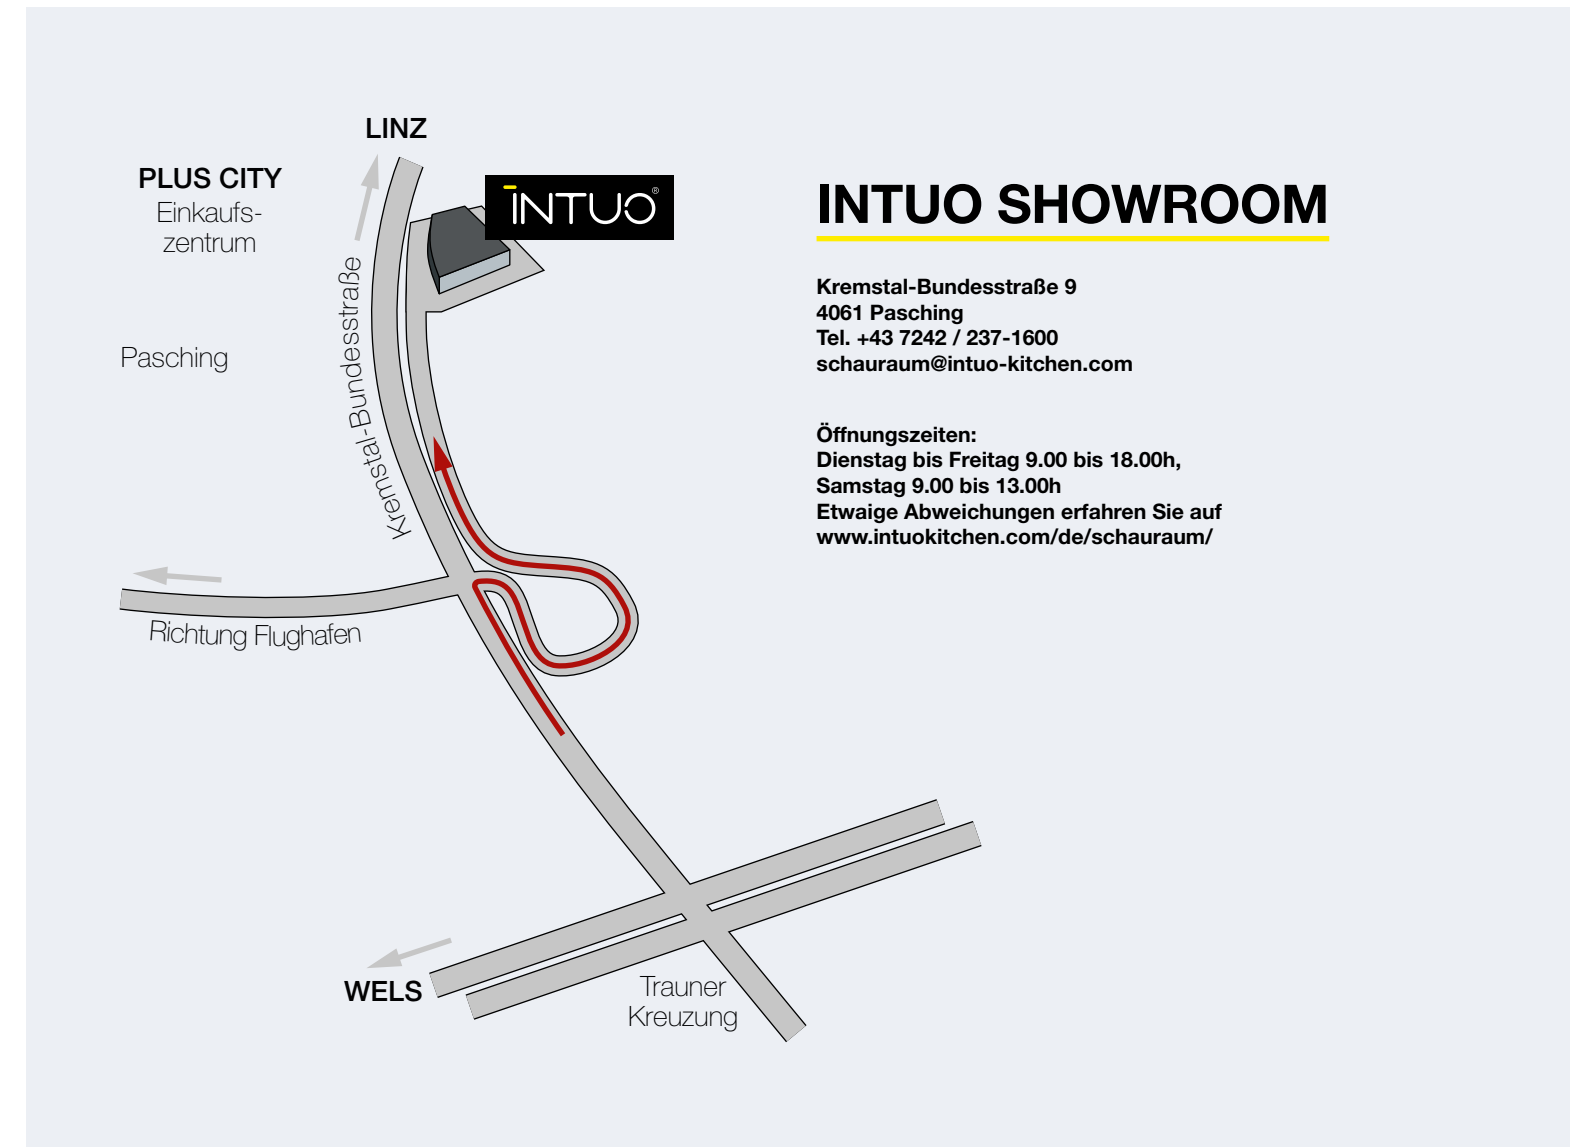 LINZ
PLUS CITY
Einkaufs-
zentrum
INTUO®
Kremstal-Bundesstraße
Pasching
Richtung Flughafen
WELS
Trauner
Kreuzung
INTUO SHOWROOM
Kremstal-Bundesstraße 9
4061 Pasching
Tel. +43 7242 / 237-1600
schauraum@intuo-kitchen.com
Öffnungszeiten:
Dienstag bis Freitag 9.00 bis 18.00h,
Samstag 9.00 bis 13.00h
Etwaige Abweichungen erfahren Sie auf
www.intuokitchen.com/de/schauraum/